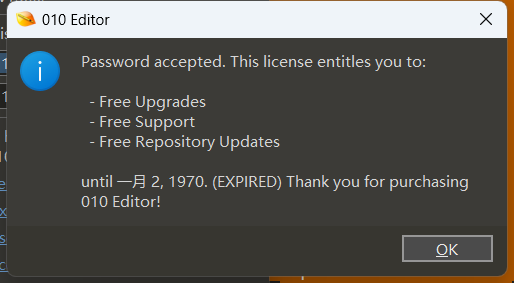 010 Editor
Password accepted. This license entitles you to:
- Free Upgrades
- Free Support
- Free Repository Updates
until 一月 2, 1970. (EXPIRED) Thank you for purchasing
010 Editor!
OK